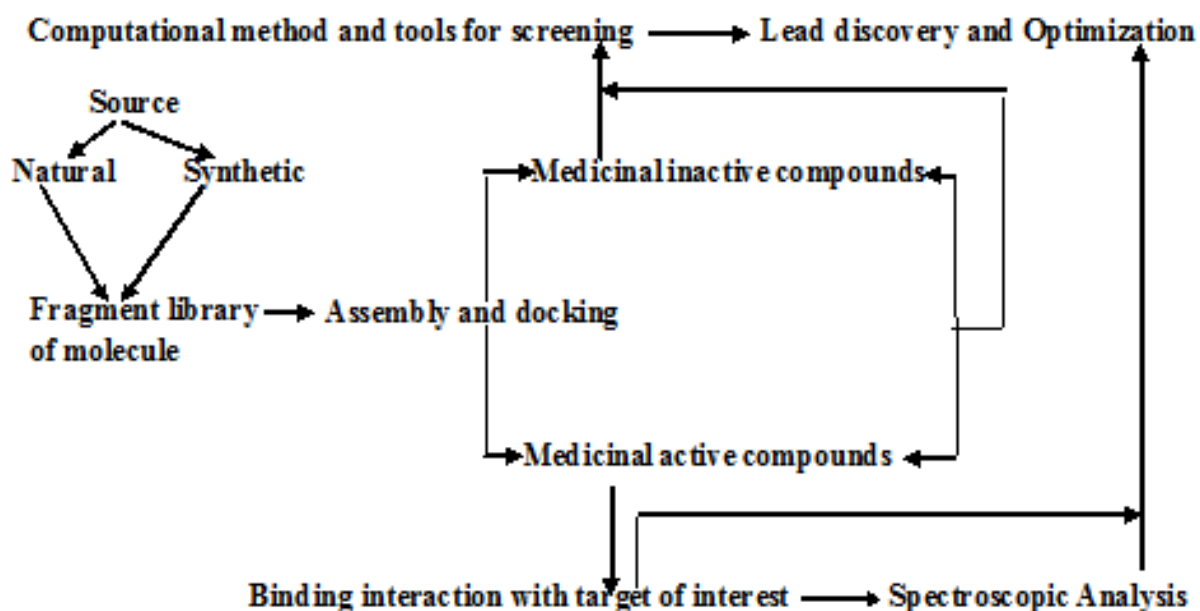 Computational method and tools for screening
Lead discovery and Optimization
Source
Natural
Synthetic
Medicinal inactive compounds
Fragment library
of molecule
Assembly and docking
Medicinal active compounds
Binding interaction with target of interest
Spectroscopic Analysis